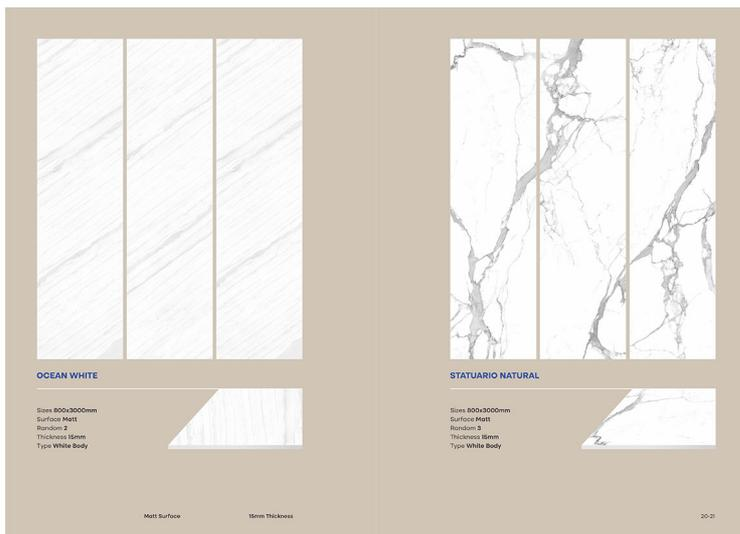 OCEAN WHITE
Sizes 800x3000mm
Surface Matt
Random 2
Thickness 15mm
Type White Body
Matt Surface
15mm Thickness
STATUARIO NATURAL
Sizes 800x3000mm
Surface Matt
Random 3
Thickness 15mm
Type White Body
20-21